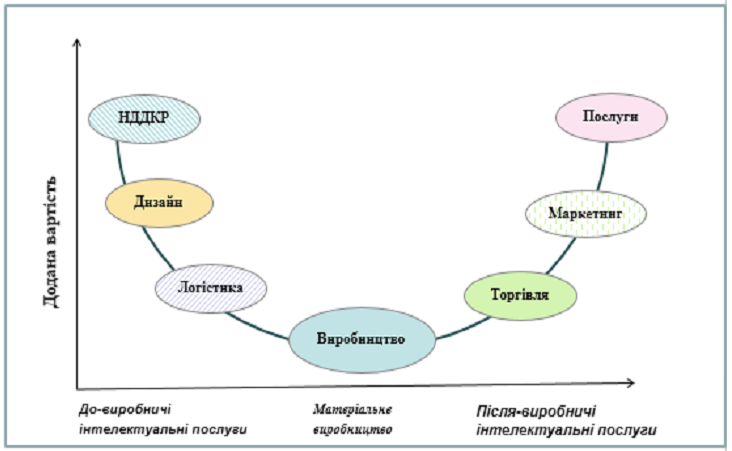 НДДКР
Послуги
Дизайн
Маркетинг
Логістика
Торгівля
Виробництво
Додана вартість
До-виробничі
інтелектуальні послуги
Матеріальне
виробництво
Після-виробничі
інтелектуальні послуги